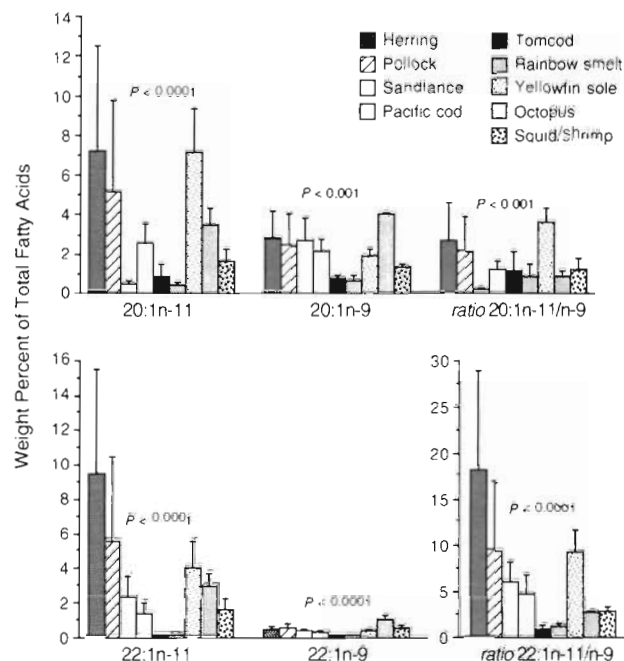 Weight Percent of Total Fatty Acids
14
12
10
8
6
4
2
0
P < 0.0001
P < 0.001
P < 0.001
Herring
Pollock
Sandlance
Pacific cod
Tomcod
Rainbow smelt
Yellowfin sole
Octopus
Squid/shrimp
20:1n-11
20:1n-9
ratio 20:1n-11/n-9
16
14
12
10
8
6
4
2
0
P < 0.0001
P < 0.0001
22:1n-11
22:1n-9
30
25
20
15
10
5
0
P < 0.0001
ratio 22:1n-11/n-9